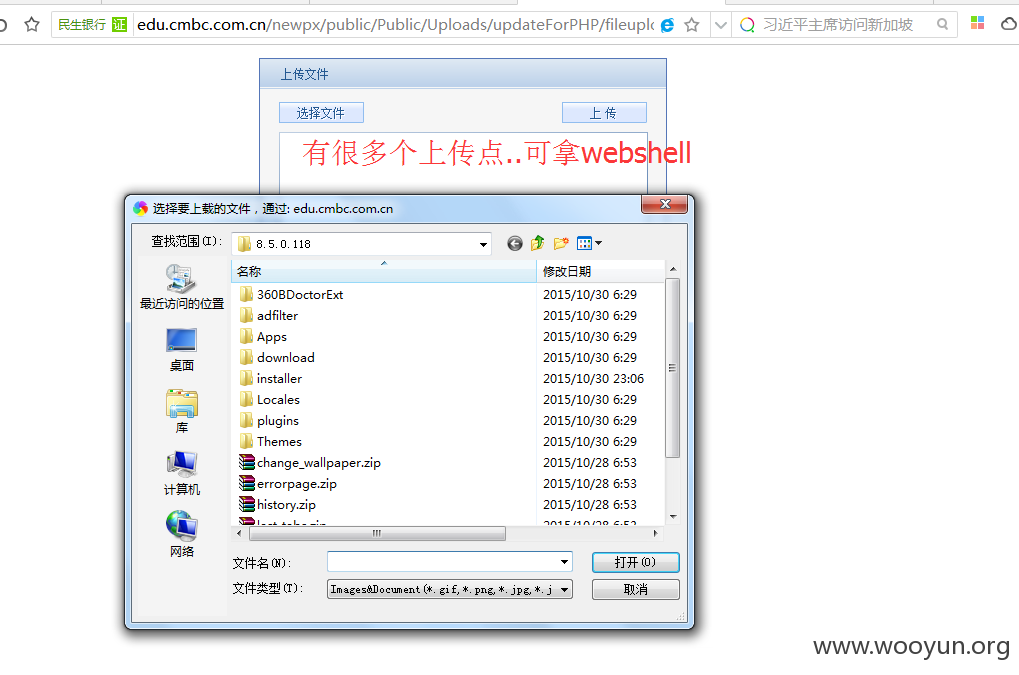 民生银行 证 edu.cmbc.com.cn/newpx/public/Public/Uploads/updateForPHP/fileuplo 习近平主席访问新加坡
上传文件
选择文件 上 传
有很多个上传点..可拿webshell
选择要上载的文件，通过: edu.cmbc.com.cn
查找范围(I): 8.5.0.118
名称 修改日期
最近访问的位置
桌面
库
计算机
网络
360BDoctorExt 2015/10/30 6:29
adfilter 2015/10/30 6:29
Apps 2015/10/30 6:29
download 2015/10/30 6:29
installer 2015/10/30 23:06
Locales 2015/10/30 6:29
plugins 2015/10/30 6:29
Themes 2015/10/30 6:29
change_wallpaper.zip 2015/10/28 6:53
errorpage.zip 2015/10/28 6:53
history.zip 2015/10/28 6:53
文件名(N): 打开(O)
文件类型(T): Images&Document(*.gif,*.png,*.jpg,*.j 取消
www.wooyun.org